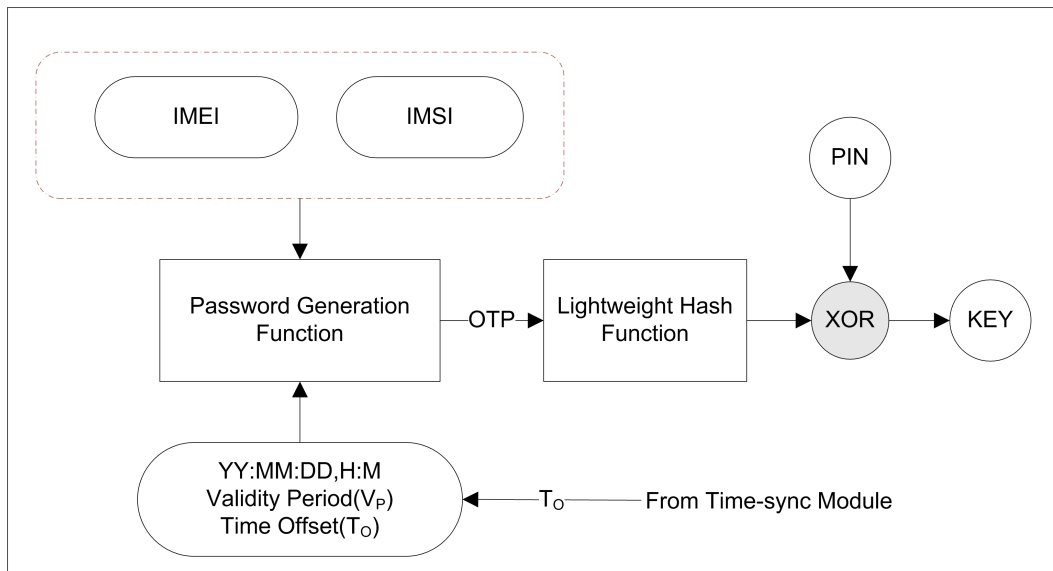 IMEI
IMSI
PIN
Password Generation
Function
OTP
Lightweight Hash
Function
XOR
KEY
YY:MM:DD,H:M
Validity Period(VP)
Time Offset(TO)
TO
From Time-sync Module